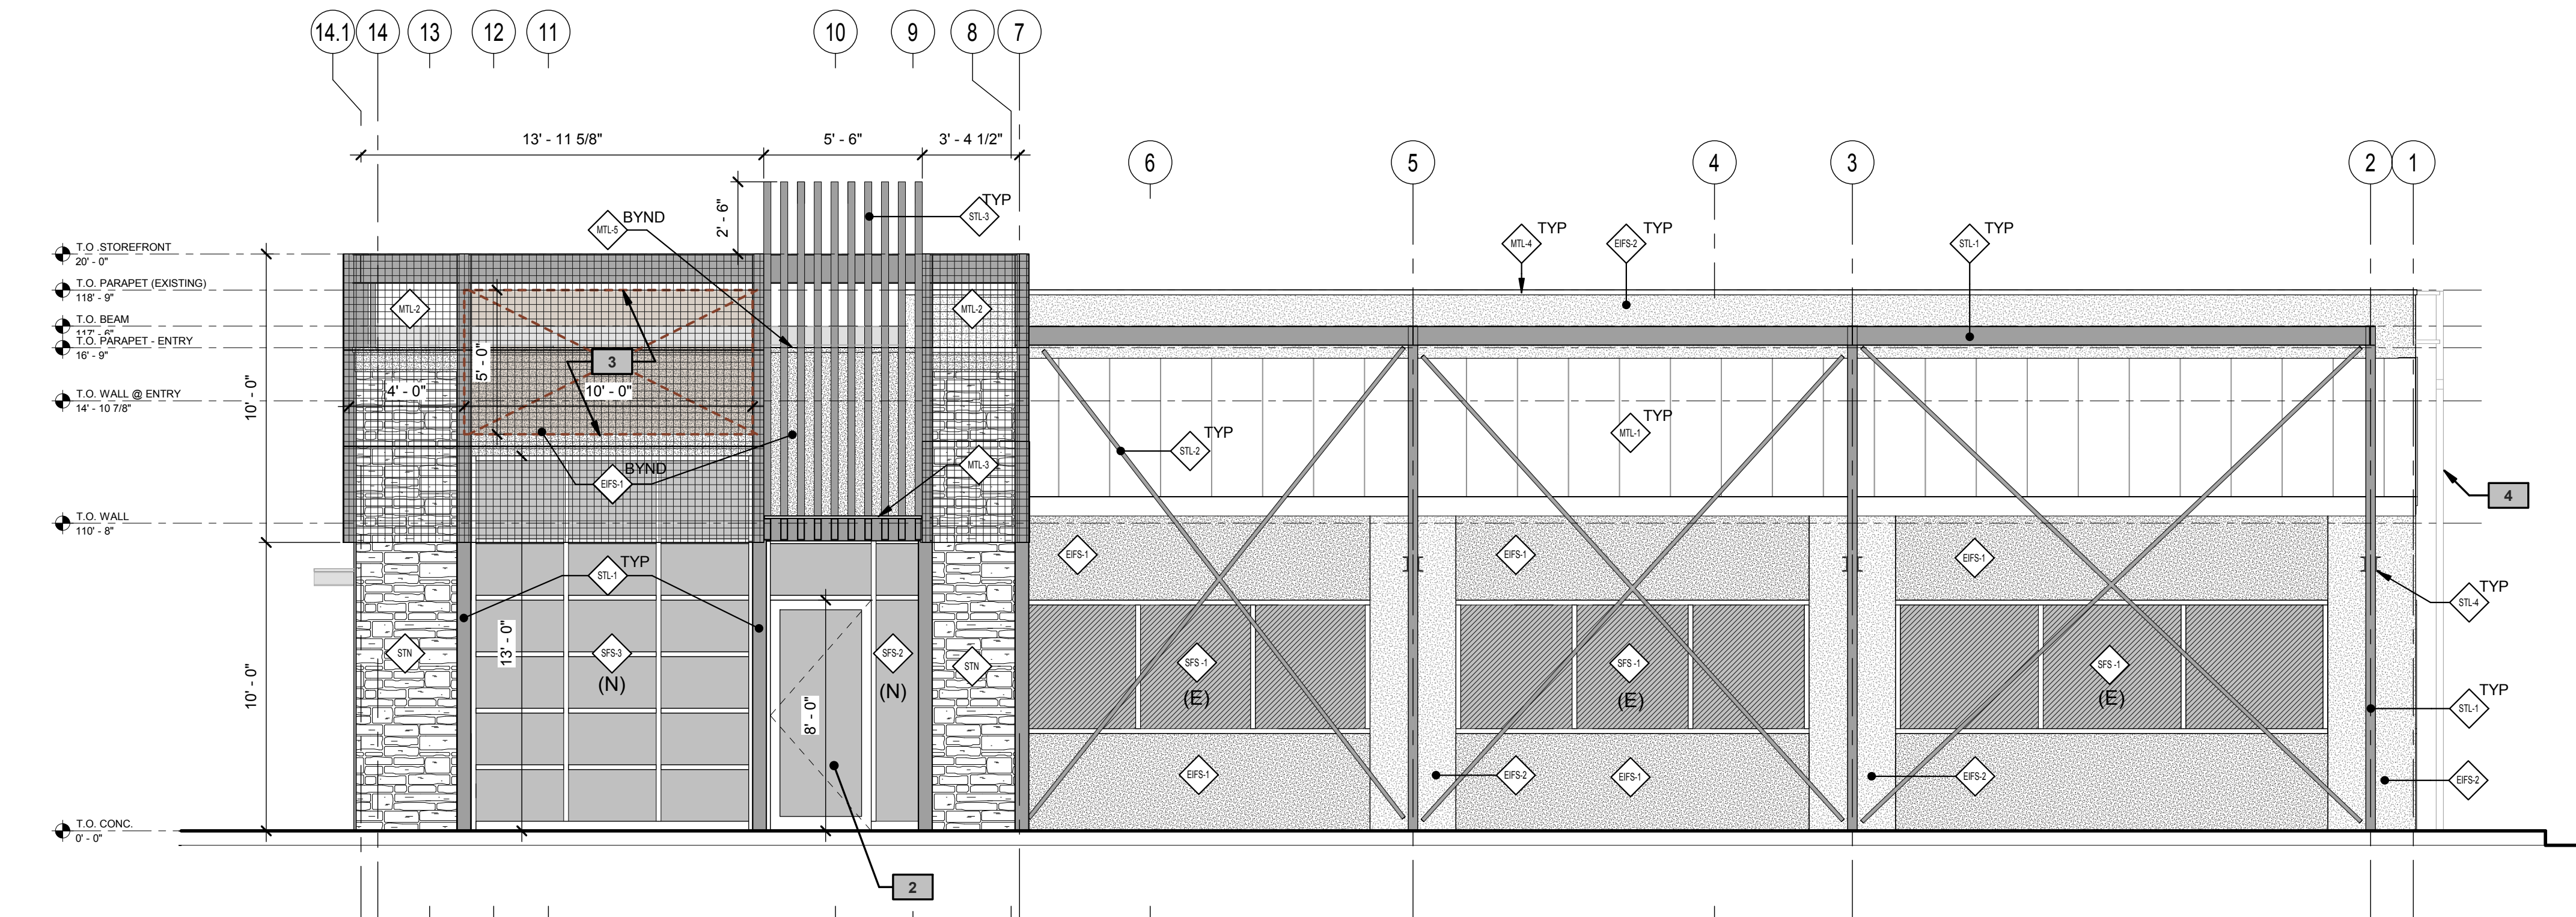 14.1
14
13
12
11
10
9
8
7
13' - 11 5/8"
5' - 6"
3' - 4 1/2"
6
5
4
3
2
1
2' - 6"
STL-3
TYP
MTL-5
BYND
MTL-4
TYP
EIFS-2
TYP
STL-1
TYP
T.O .STOREFRONT
20' - 0"
T.O. PARAPET (EXISTING)
118' - 9"
T.O. BEAM
117' - 6"
T.O. PARAPET - ENTRY
16' - 9"
T.O. WALL @ ENTRY
14' - 10 7/8"
T.O. WALL
110' - 8"
T.O. CONC.
0' - 0"
10' - 0"
10' - 0"
MTL-2
MTL-2
5' - 0"
3
4' - 0"
10' - 0"
EIFS-1
BYND
MTL-3
STL-2
TYP
MTL-1
TYP
4
EIFS-1
EIFS-1
EIFS-1
STL-1
TYP
STL-4
TYP
13' - 0"
STN
SFS-3
(N)
SFS-2
(N)
STN
SFS -1
(E)
SFS -1
(E)
SFS -1
(E)
8' - 0"
STL-1
TYP
EIFS-1
EIFS-2
EIFS-1
EIFS-2
EIFS-2
2